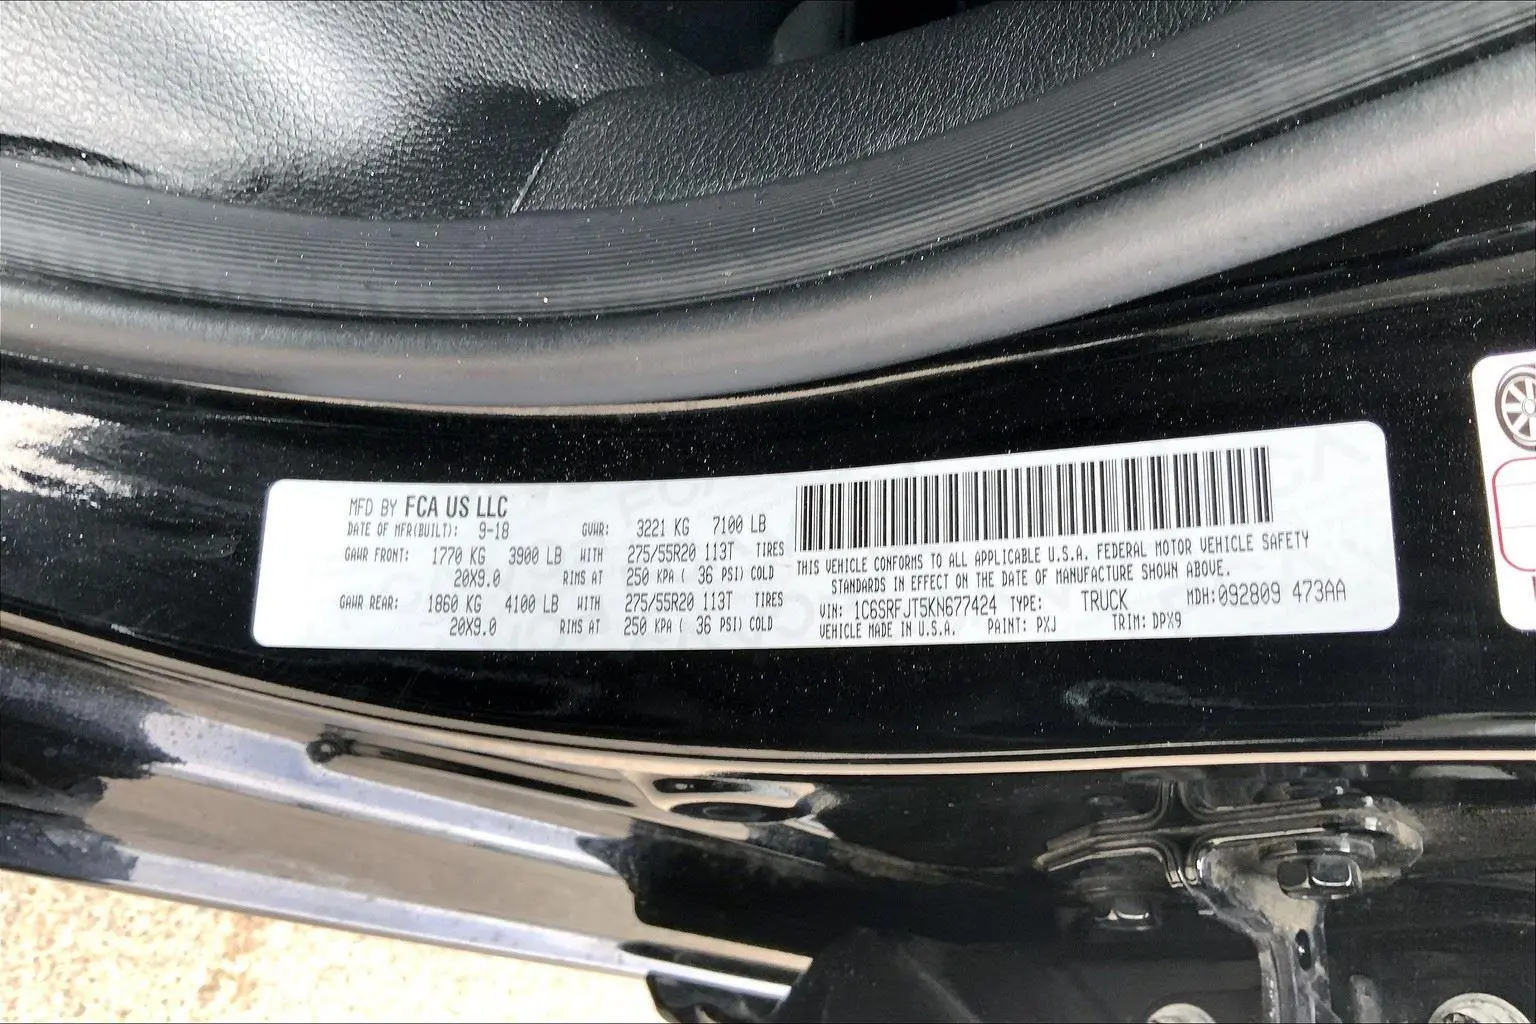 MFD BY FCA US LLC
DATE OF MFR(BUILT): 9-18 GVWR: 3221 KG 7100 LB
GAWR FRONT: 1770 KG 3900 LB WITH 275/55R20 113T TIRES
20X9.0 RIMS AT 250 KPA ( 36 PSI) COLD
GAWR REAR: 1860 KG 4100 LB WITH 275/55R20 113T TIRES
20X9.0 RIMS AT 250 KPA ( 36 PSI) COLD
THIS VEHICLE CONFORMS TO ALL APPLICABLE U.S.A. FEDERAL MOTOR VEHICLE SAFETY
STANDARDS IN EFFECT ON THE DATE OF MANUFACTURE SHOWN ABOVE.
VIN: 1C6SRFJT5KN677424 TYPE: TRUCK MDH:092809 473AA
VEHICLE MADE IN U.S.A. PAINT: PXJ TRIM: DPX9